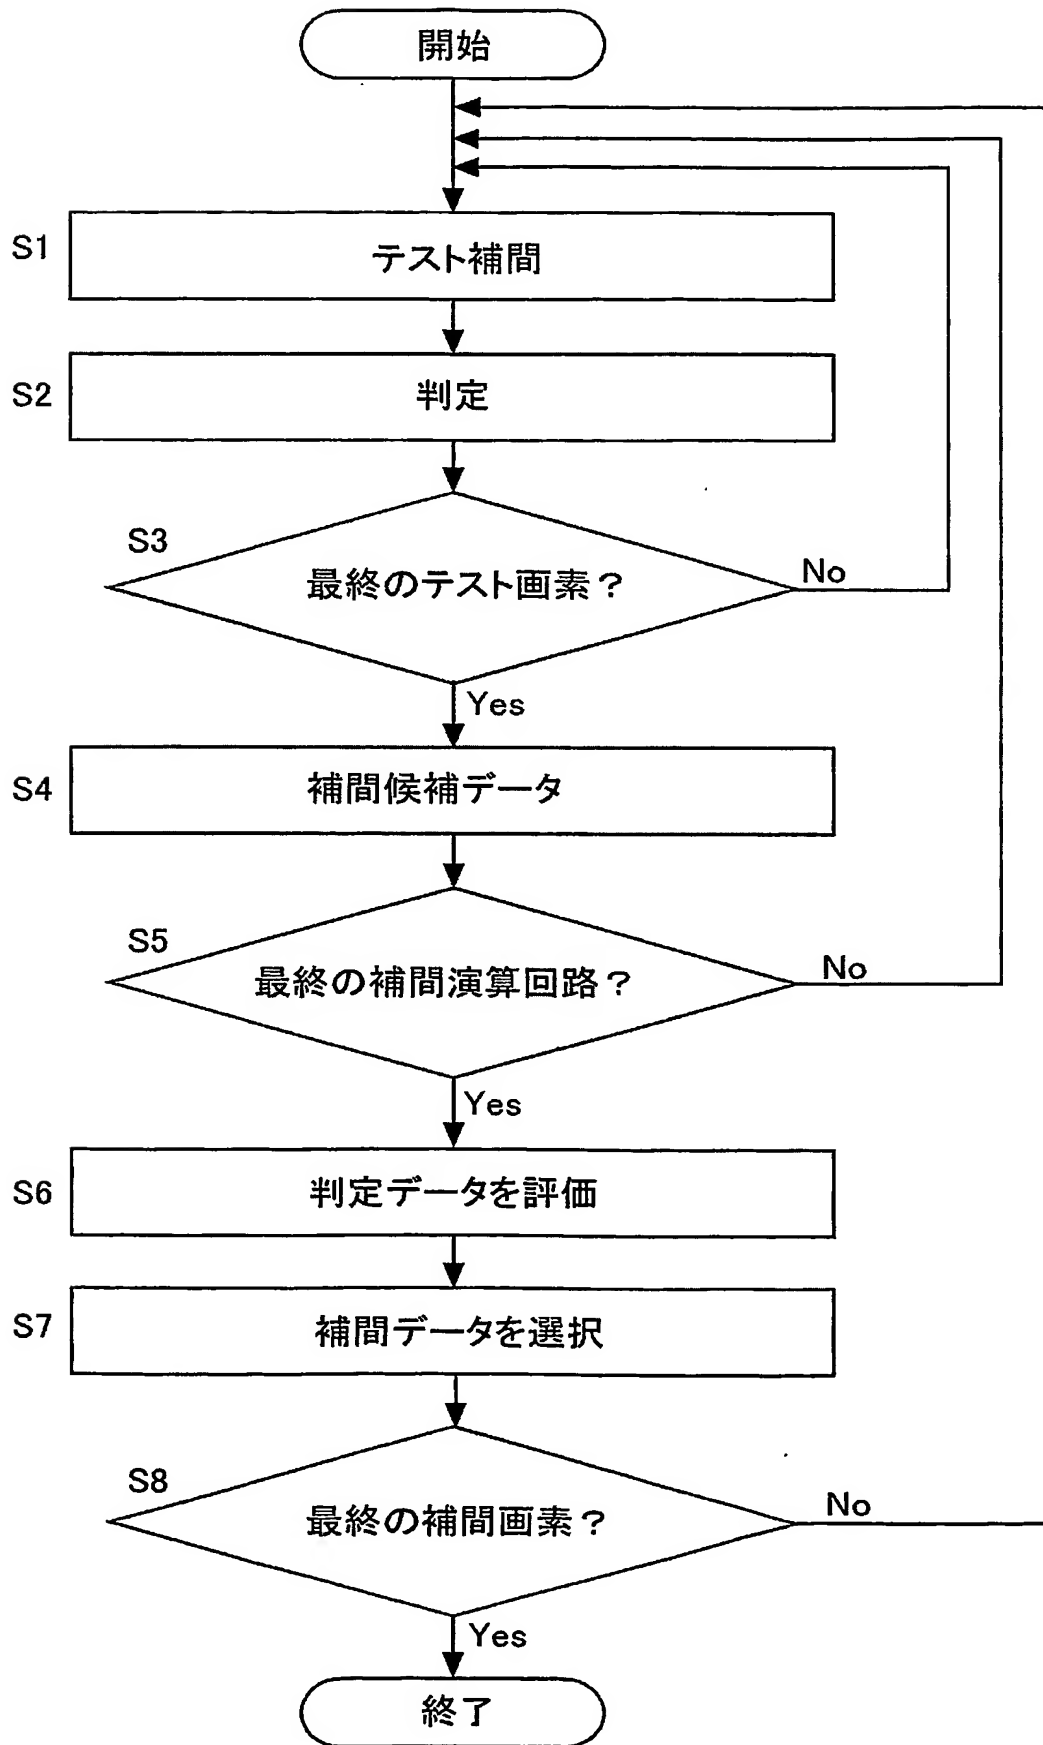 開始
S1
テスト補間
S2
判定
S3
最終のテスト画素？
No
Yes
S4
補間候補データ
S5
最終の補間演算回路？
No
Yes
S6
判定データを評価
S7
補間データを選択
S8
最終の補間画素？
No
Yes
終了